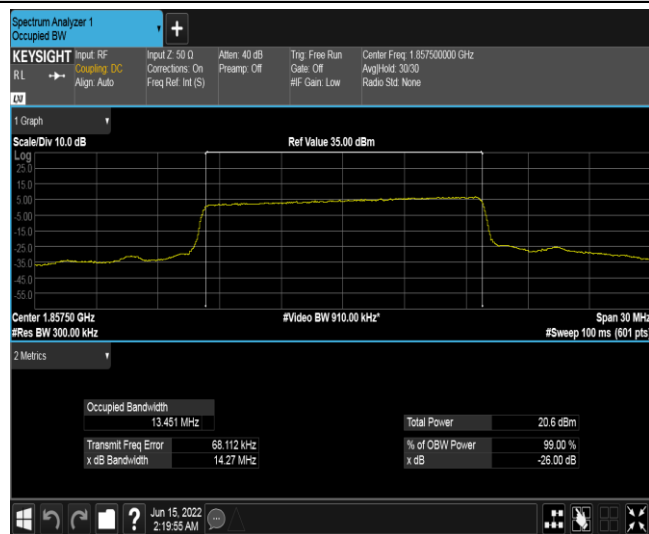 Spectrum Analyzer 1
Occupied BW
KEYSIGHT Input: RF Input Z: 50 Ω Atten: 40 dB Trig: Free Run Center Freq: 1.857500000 GHz
RL Coupling: DC Corrections: On Preamp: Off Gate: Off Avg|Hold: 30/30
Align: Auto Freq Ref: Int (S) #IF Gain: Low Radio Std: None
1 Graph
Scale/Div 10.0 dB Ref Value 35.00 dBm
Log
25.0
15.0
5.00
-5.00
-15.0
-25.0
-35.0
-45.0
-55.0
Center 1.85750 GHz #Video BW 910.00 kHz* Span 30 MHz
#Res BW 300.00 kHz #Sweep 100 ms (601 pts)
2 Metrics
Occupied Bandwidth
13.451 MHz Total Power 20.6 dBm
Transmit Freq Error 68.112 kHz % of OBW Power 99.00 %
x dB Bandwidth 14.27 MHz x dB -26.00 dB
Jun 15, 2022
2:19:55 AM